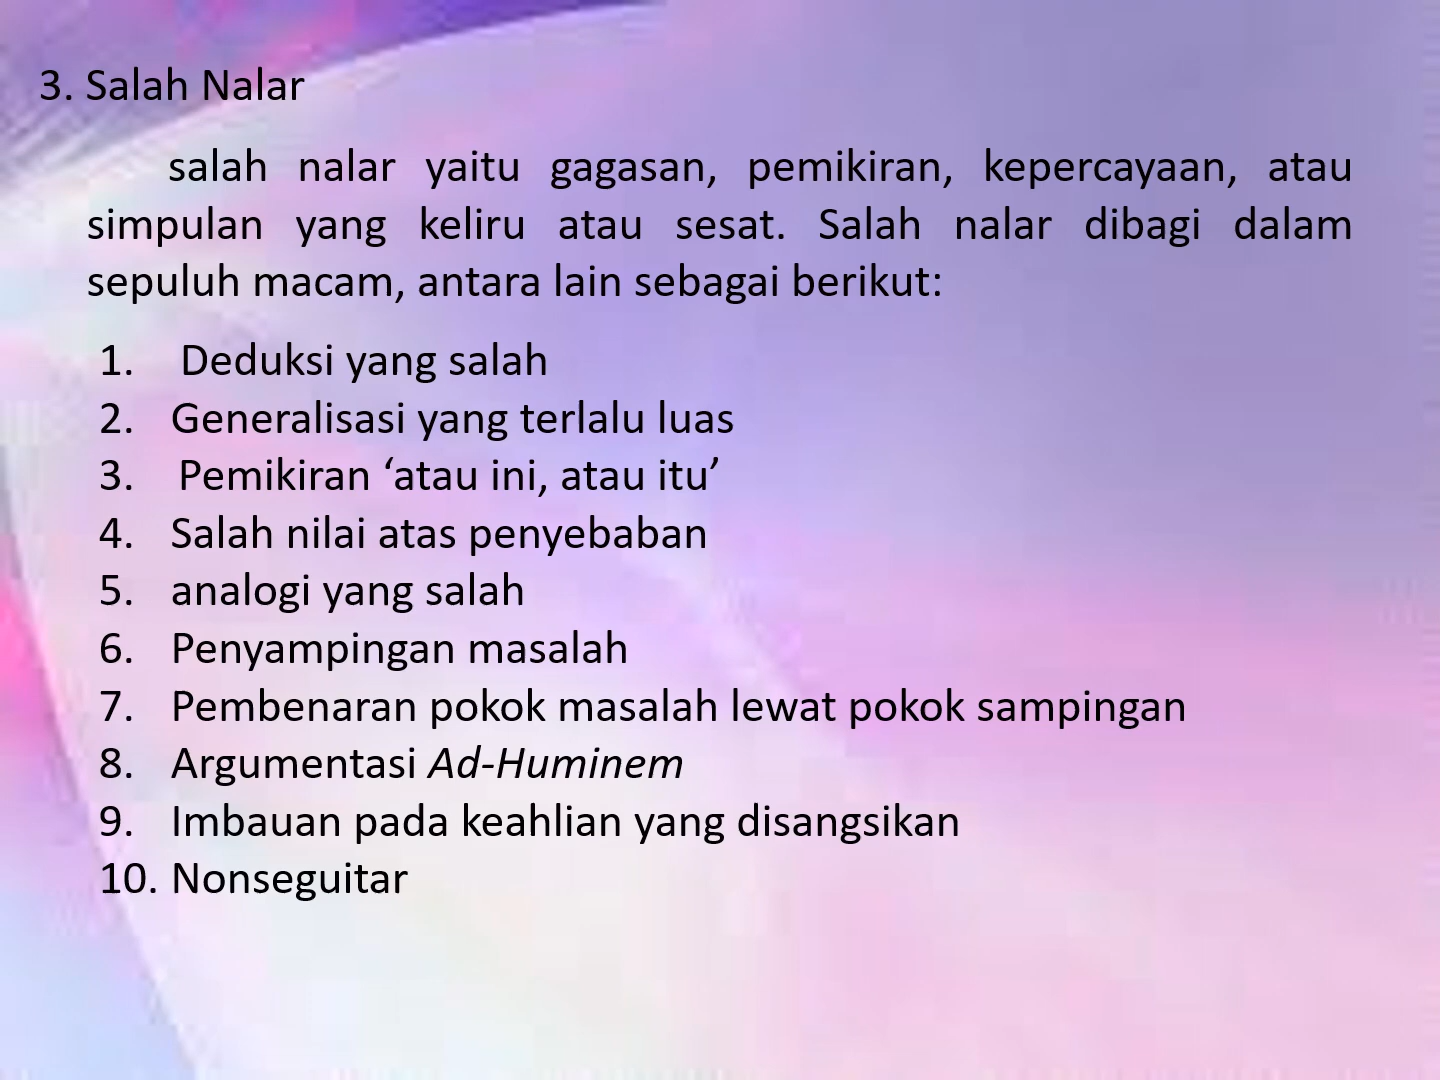 3. Salah Nalar
salah nalar yaitu gagasan, pemikiran, kepercayaan, atau
simpulan yang keliru atau sesat. Salah nalar dibagi dalam
sepuluh macam, antara lain sebagai berikut:
1. Deduksi yang salah
2. Generalisasi yang terlalu luas
3. Pemikiran ‘atau ini, atau itu’
4. Salah nilai atas penyebaban
5. analogi yang salah
6. Penyampingan masalah
7. Pembenaran pokok masalah lewat pokok sampingan
8. Argumentasi Ad-Huminem
9. Imbauan pada keahlian yang disangsikan
10. Nonseguitar